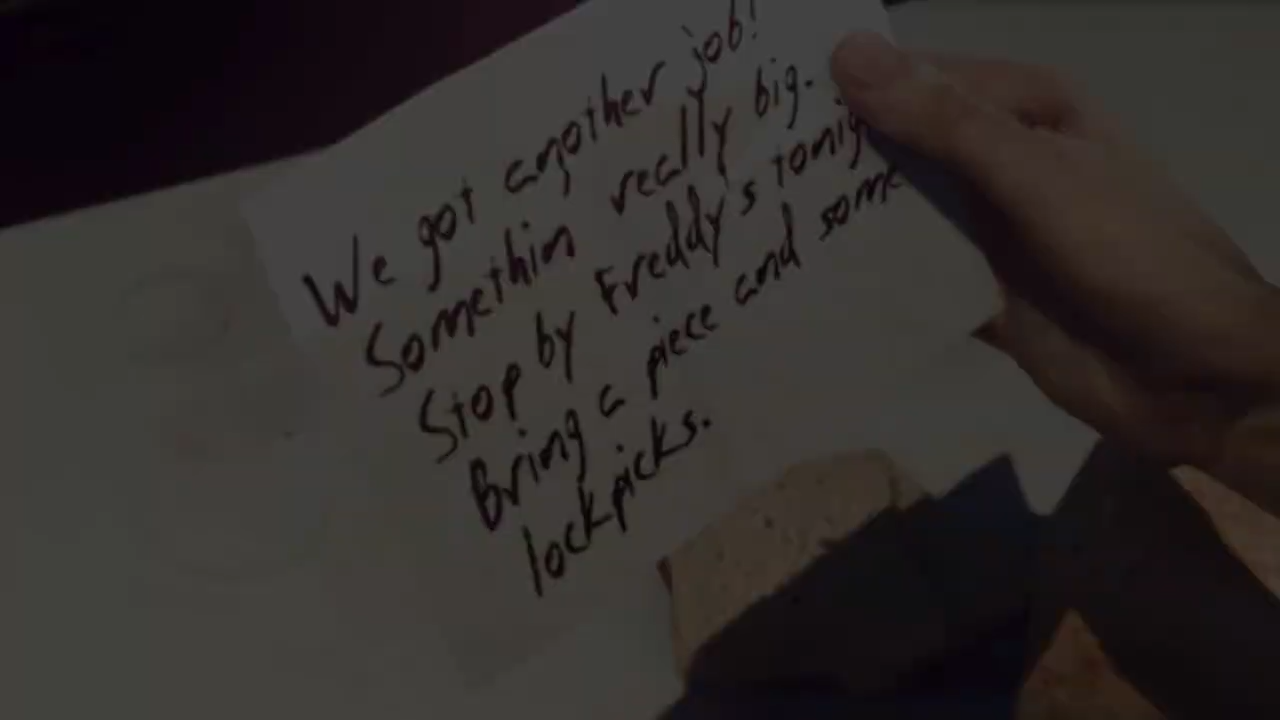 We got another job!
Somethin really big.
Stop by Freddy's
Bring a piece and some
lockpicks.